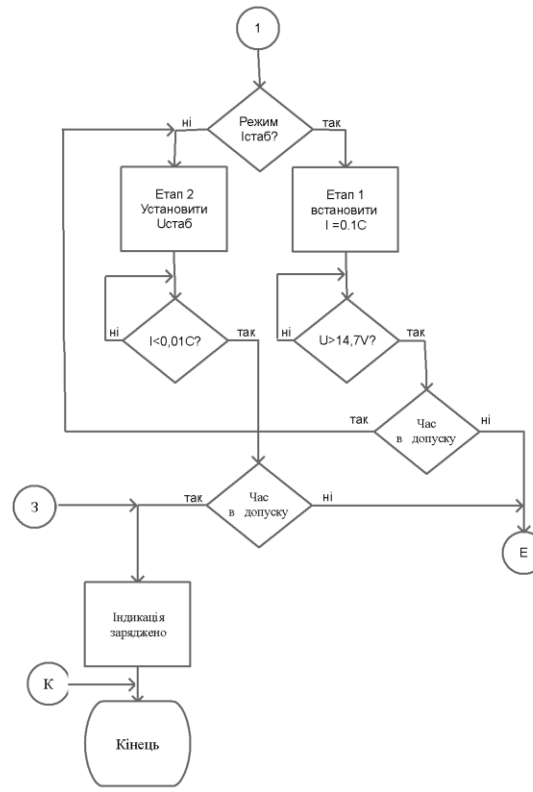 1
Режим
Істаб?
ні
так
Етап 2
Установити
Uстаб
Етап 1
встановити
I =0.1C
ні
I<0,01C?
так
ні
U>14,7V?
так
так
Час
в допуску
ні
З
так
Час
в допуску
ні
Е
Індикація
заряджено
К
Кінець